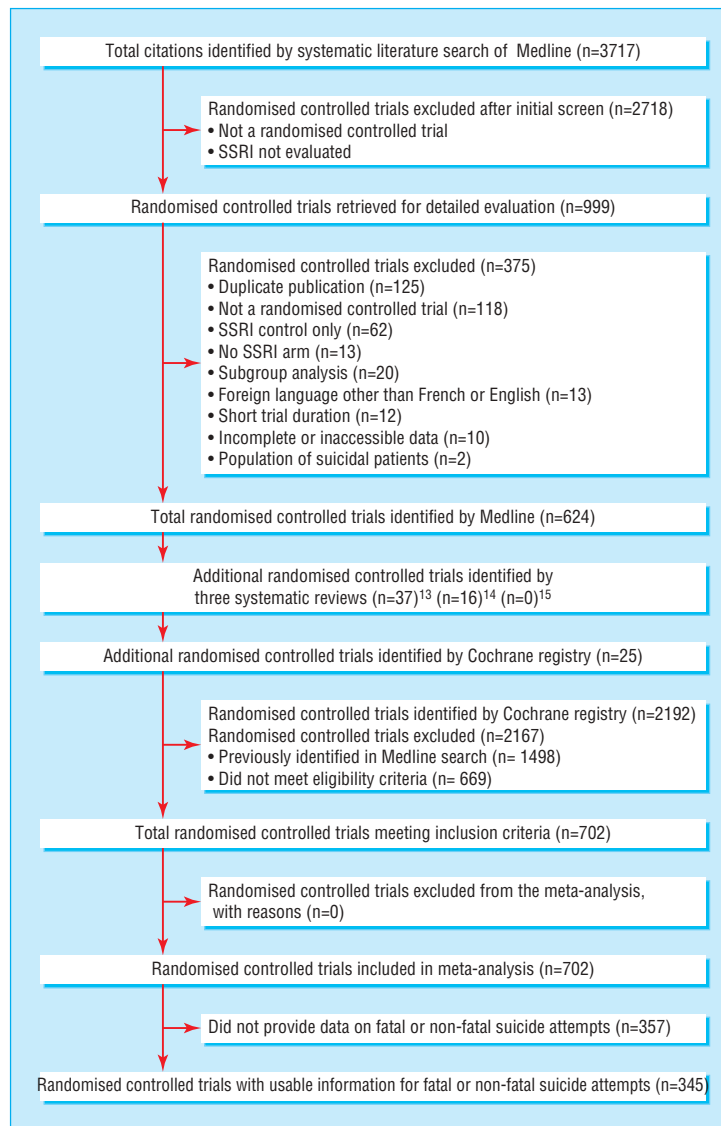 Total citations identified by systematic literature search of Medline (n=3717)
Randomised controlled trials excluded after initial screen (n=2718)
• Not a randomised controlled trial
• SSRI not evaluated
Randomised controlled trials retrieved for detailed evaluation (n=999)
Randomised controlled trials excluded (n=375)
• Duplicate publication (n=125)
• Not a randomised controlled trial (n=118)
• SSRI control only (n=62)
• No SSRI arm (n=13)
• Subgroup analysis (n=20)
• Foreign language other than French or English (n=13)
• Short trial duration (n=12)
• Incomplete or inaccessible data (n=10)
• Population of suicidal patients (n=2)
Total randomised controlled trials identified by Medline (n=624)
Additional randomised controlled trials identified by
three systematic reviews (n=37)¹³ (n=16)¹⁴ (n=0)¹⁵
Additional randomised controlled trials identified by Cochrane registry (n=25)
Randomised controlled trials identified by Cochrane registry (n=2192)
Randomised controlled trials excluded (n=2167)
• Previously identified in Medline search (n= 1498)
• Did not meet eligibility criteria (n= 669)
Total randomised controlled trials meeting inclusion criteria (n=702)
Randomised controlled trials excluded from the meta-analysis,
with reasons (n=0)
Randomised controlled trials included in meta-analysis (n=702)
Did not provide data on fatal or non-fatal suicide attempts (n=357)
Randomised controlled trials with usable information for fatal or non-fatal suicide attempts (n=345)